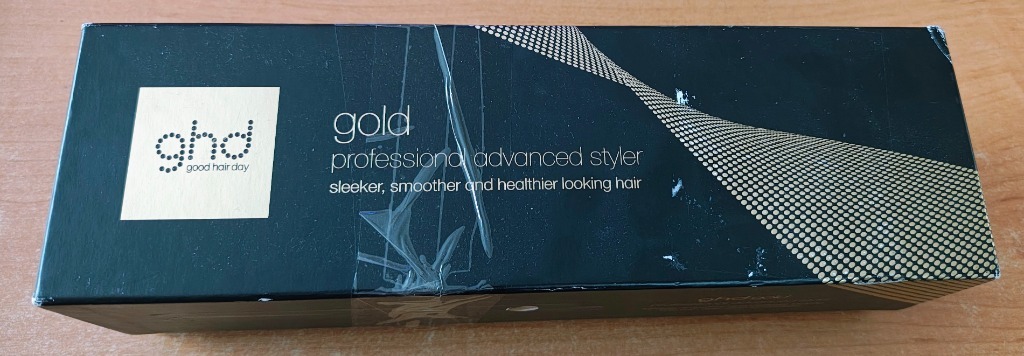 ghd
good hair day
gold
professional advanced styler
sleeker, smoother and healthier looking hair